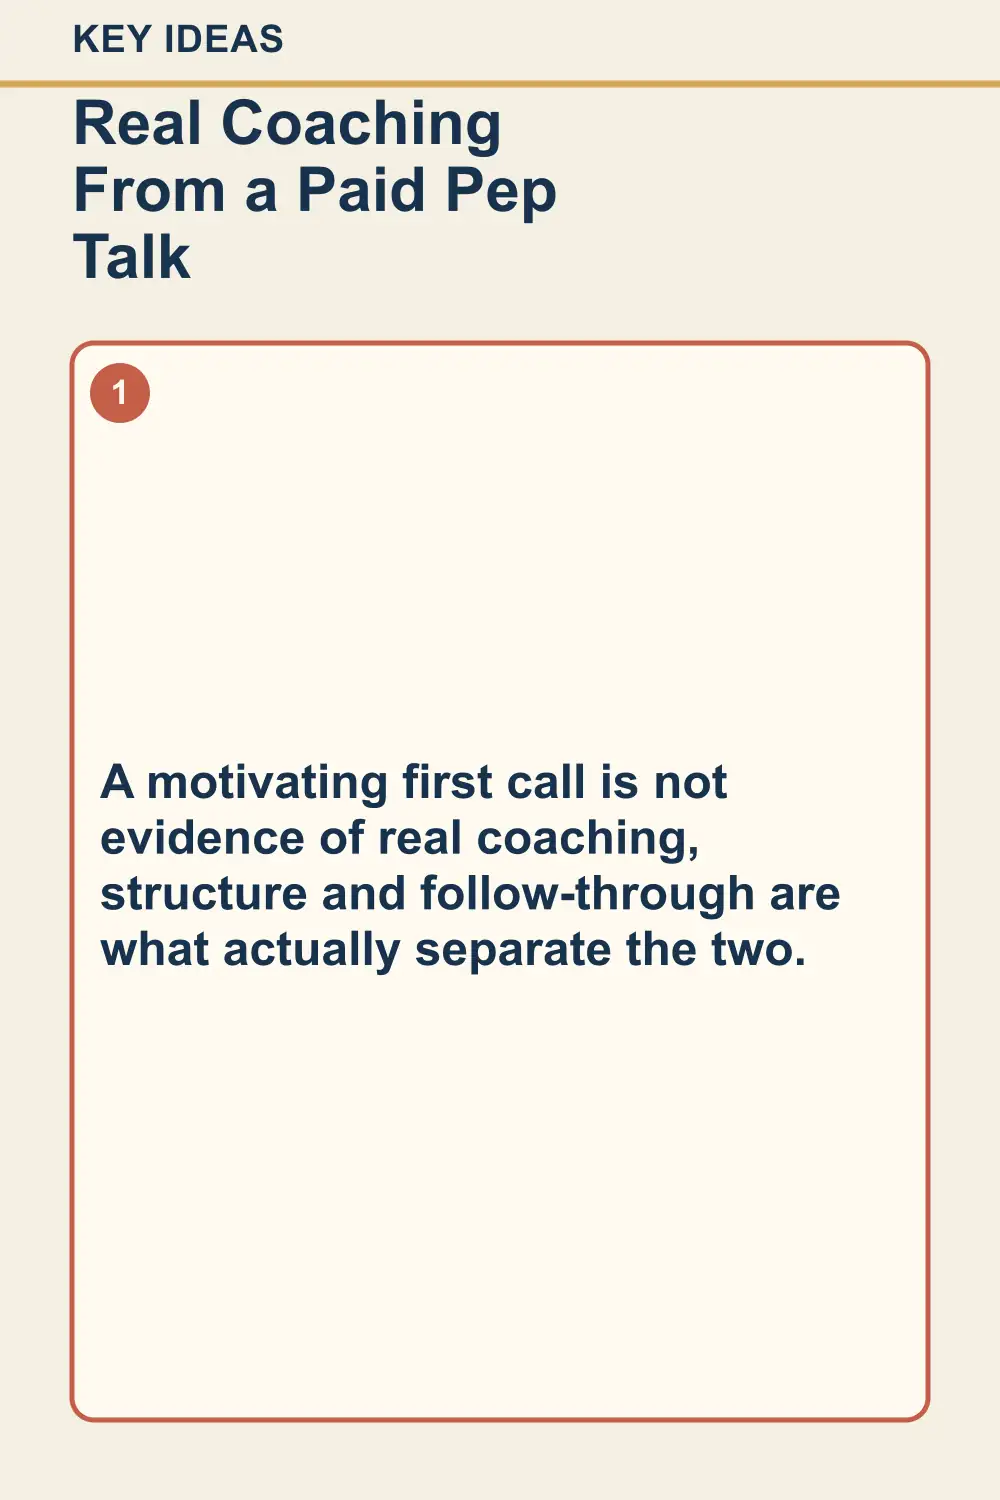 KEY IDEAS
Real Coaching
From a Paid Pep
Talk
1
A motivating first call is not
evidence of real coaching,
structure and follow-through are
what actually separate the two.